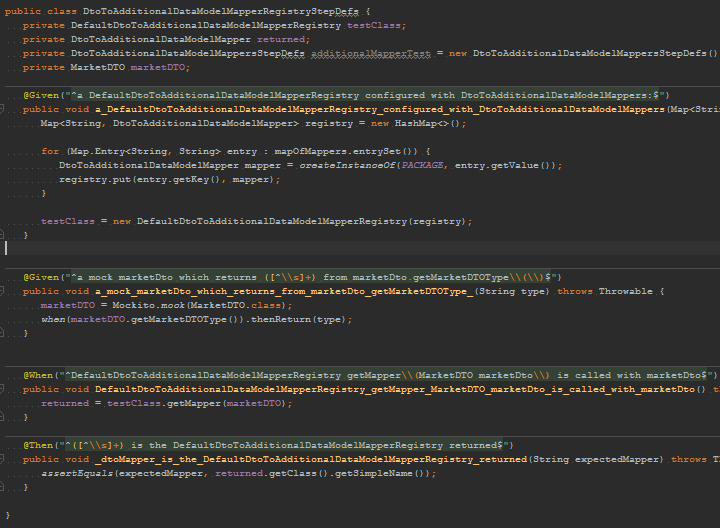 public class DtoToAdditionalDataModelMapperRegistryStepDefs {
private DefaultDtoToAdditionalDataModelMapperRegistry testClass;
private DtoToAdditionalDataModelMapper returned;
private DtoToAdditionalDataModelMappersStepDefs additionalMapperTest = new DtoToAdditionalDataModelMappersStepDefs()
private MarketDTO marketDTO;
@Given("^a DefaultDtoToAdditionalDataModelMapperRegistry configured with DtoToAdditionalDataModelMappers:$")
public void a_DefaultDtoToAdditionalDataModelMapperRegistry_configured_with_DtoToAdditionalDataModelMappers(Map<Stri
Map<String, DtoToAdditionalDataModelMapper> registry = new HashMap<>();
for (Map.Entry<String, String> entry : mapOfMappers.entrySet()) {
DtoToAdditionalDataModelMapper mapper = createInstanceOf(PACKAGE, entry.getValue());
registry.put(entry.getKey(), mapper);
}
testClass = new DefaultDtoToAdditionalDataModelMapperRegistry(registry);
}
@Given("^a mock marketDto which returns ([^\\s]+) from marketDto.getMarketDTOType\\(\\)$")
public void a_mock_marketDto_which_returns_from_marketDto_getMarketDTOType_(String type) throws Throwable {
marketDTO = Mockito.mock(MarketDTO.class);
when(marketDTO.getMarketDTOType()).thenReturn(type);
}
@When("^DefaultDtoToAdditionalDataModelMapperRegistry getMapper\\(MarketDTO marketDto\\) is called with marketDto$")
public void DefaultDtoToAdditionalDataModelMapperRegistry_getMapper_MarketDTO_marketDto_is_called_with_marketDto() t
returned = testClass.getMapper(marketDTO);
}
@Then("^([^\\s]+) is the DefaultDtoToAdditionalDataModelMapperRegistry returned$")
public void _dtoMapper_is_the_DefaultDtoToAdditionalDataModelMapperRegistry_returned(String expectedMapper) throws T
assertEquals(expectedMapper, returned.getClass().getSimpleName());
}
}